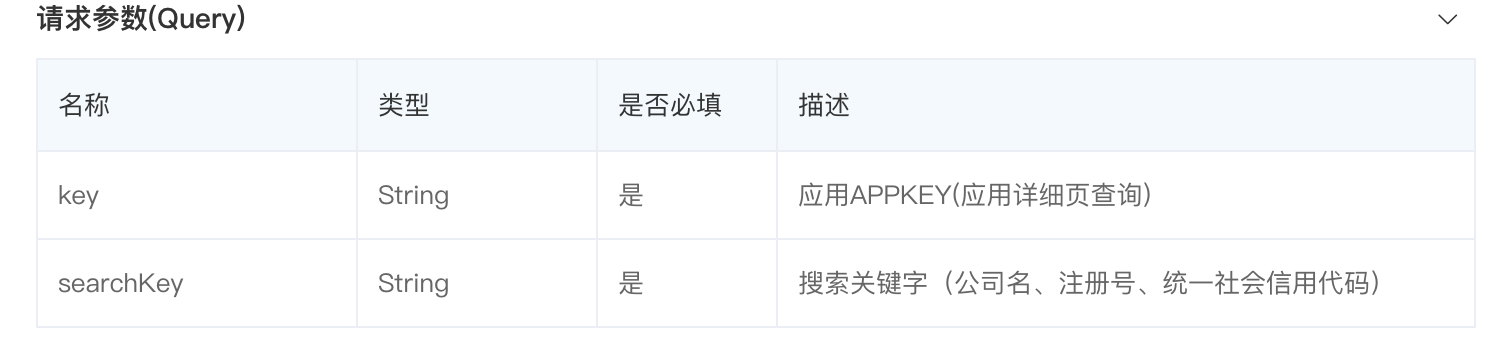 请求参数(Query)
名称 类型 是否必填 描述
key String 是 应用APPKEY(应用详细页查询)
searchKey String 是 搜索关键字（公司名、注册号、统一社会信用代码）